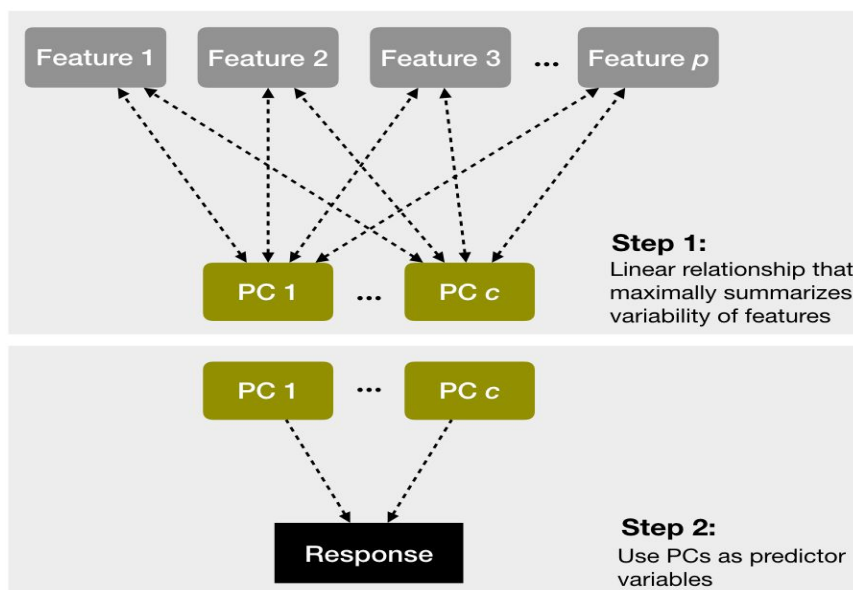 Feature 1 Feature 2 Feature 3 ... Feature p
Step 1:
Linear relationship that
maximally summarizes
variability of features
PC 1 ... PC c
PC 1 ... PC c
Response
Step 2:
Use PCs as predictor
variables